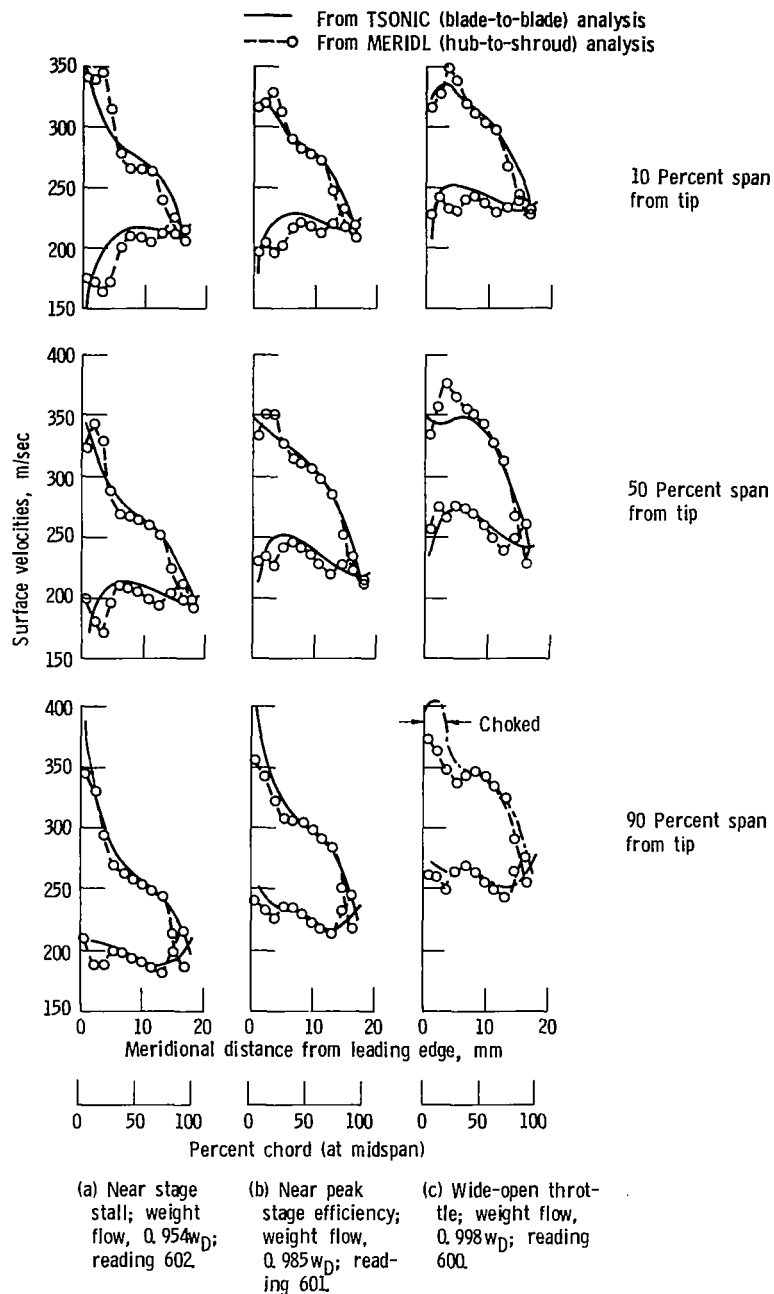 From TSONIC (blade-to-blade) analysis
From MERIDL (hub-to-shroud) analysis
350
300
250
200
150
10 Percent span
from tip
400
350
300
250
200
150
Surface velocities, m/sec
50 Percent span
from tip
400
350
300
250
200
150
Choked
90 Percent span
from tip
0 10 20 0 10 20 0 10 20
Meridional distance from leading edge, mm
0 50 100 0 50 100 0 50 100
Percent chord (at midspan)
(a) Near stage
stall; weight
flow, 0.954wD;
reading 602.
(b) Near peak
stage efficiency;
weight flow,
0.985wD; read-
ing 601.
(c) Wide-open throt-
tle; weight flow,
0.998wD; reading
600.